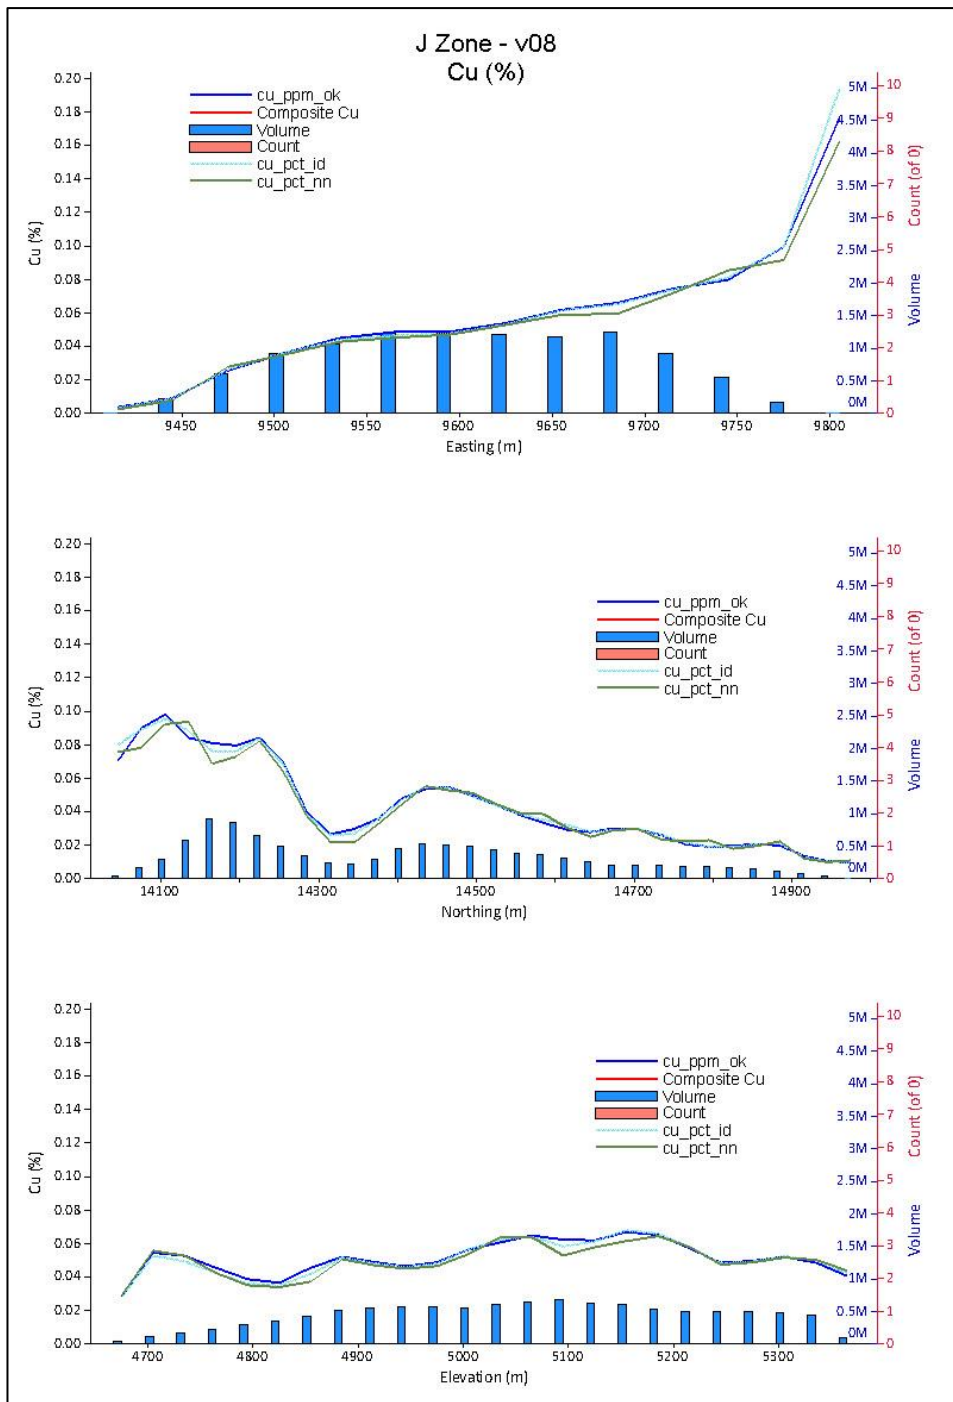 J Zone - v08
Cu (%)
cu_ppm_ok
Composite Cu
Volume
Count
cu_pct_id
cu_pct_nn
0.20
0.18
0.16
0.14
0.12
0.10
0.08
0.06
0.04
0.02
0.00
Cu (%)
5M
4.5M
4M
3.5M
3M
2.5M
2M
1.5M
1M
0.5M
0M
Volume
10
9
8
7
6
5
4
3
2
1
0
Count (of 0)
9450 9500 9550 9600 9650 9700 9750 9800
Easting (m)
cu_ppm_ok
Composite Cu
Volume
Count
cu_pct_id
cu_pct_nn
0.20
0.18
0.16
0.14
0.12
0.10
0.08
0.06
0.04
0.02
0.00
Cu (%)
5M
4.5M
4M
3.5M
3M
2.5M
2M
1.5M
1M
0.5M
0M
Volume
10
9
8
7
6
5
4
3
2
1
0
Count (of 0)
14100 14300 14500 14700 14900
Northing (m)
cu_ppm_ok
Composite Cu
Volume
Count
cu_pct_id
cu_pct_nn
0.20
0.18
0.16
0.14
0.12
0.10
0.08
0.06
0.04
0.02
0.00
Cu (%)
5M
4.5M
4M
3.5M
3M
2.5M
2M
1.5M
1M
0.5M
0M
Volume
10
9
8
7
6
5
4
3
2
1
0
Count (of 0)
4700 4800 4900 5000 5100 5200 5300
Elevation (m)